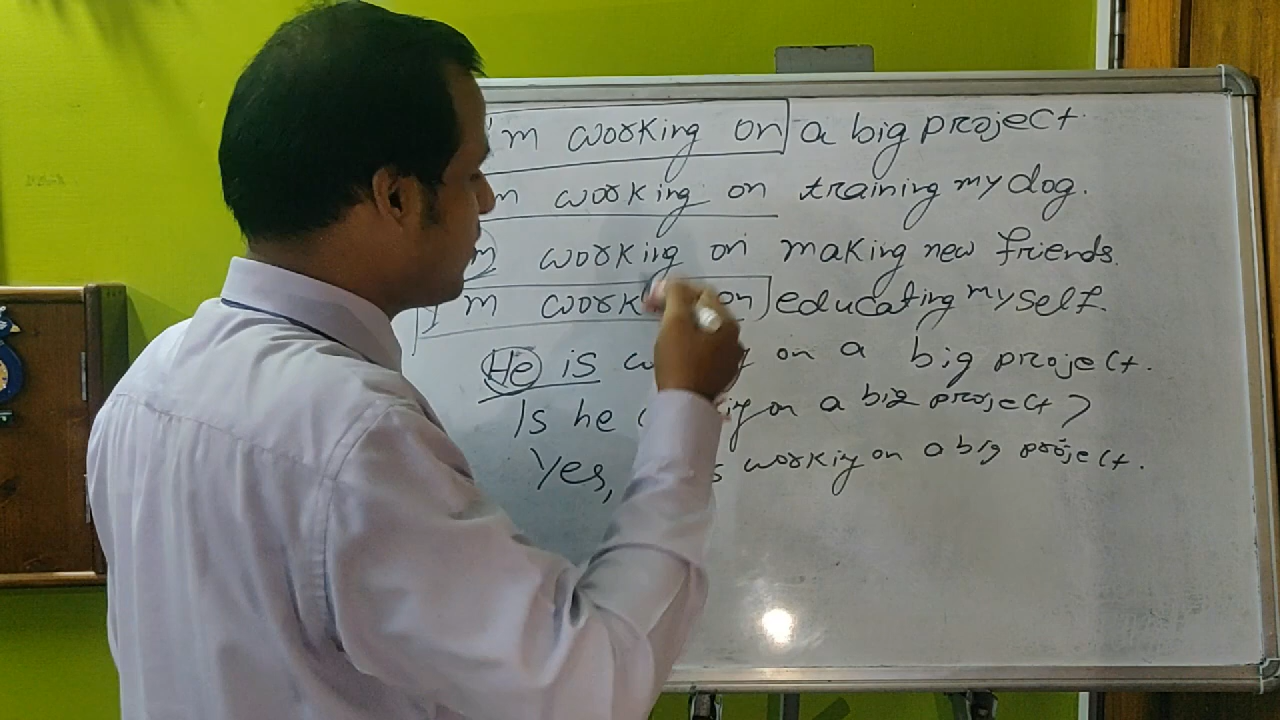 I'm working on a big project.
m working on training my dog.
m working on making new friends.
I'm work on educating myself.
He is on a big project.
Is he on a big project?
Yes, working on a big project.